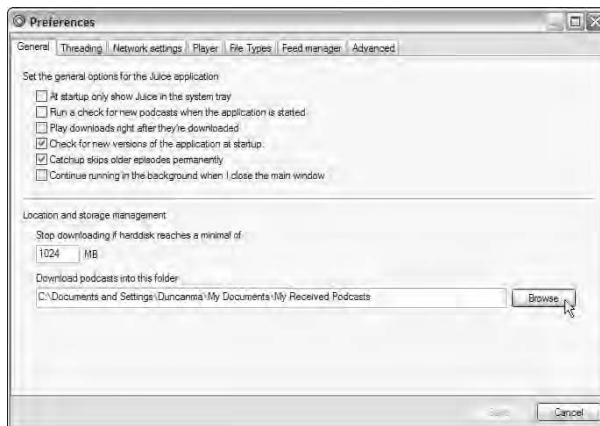 Preferences
General Threading Network settings Player File Types Feed manager Advanced
Set the general options for the Juice application
At startup only show Juice in the system tray
Run a check for new podcasts when the application is started
Play downloads right after they're downloaded
Check for new versions of the application at startup.
Catchup skips older episodes permanently
Continue running in the background when I close the main window
Location and storage management
Stop downloading if harddisk reaches a minimal of
1024 MB
Download podcasts into this folder
C:\Documents and Settings\Duncanma\My Documents\My Received Podcasts Browse
Save Cancel